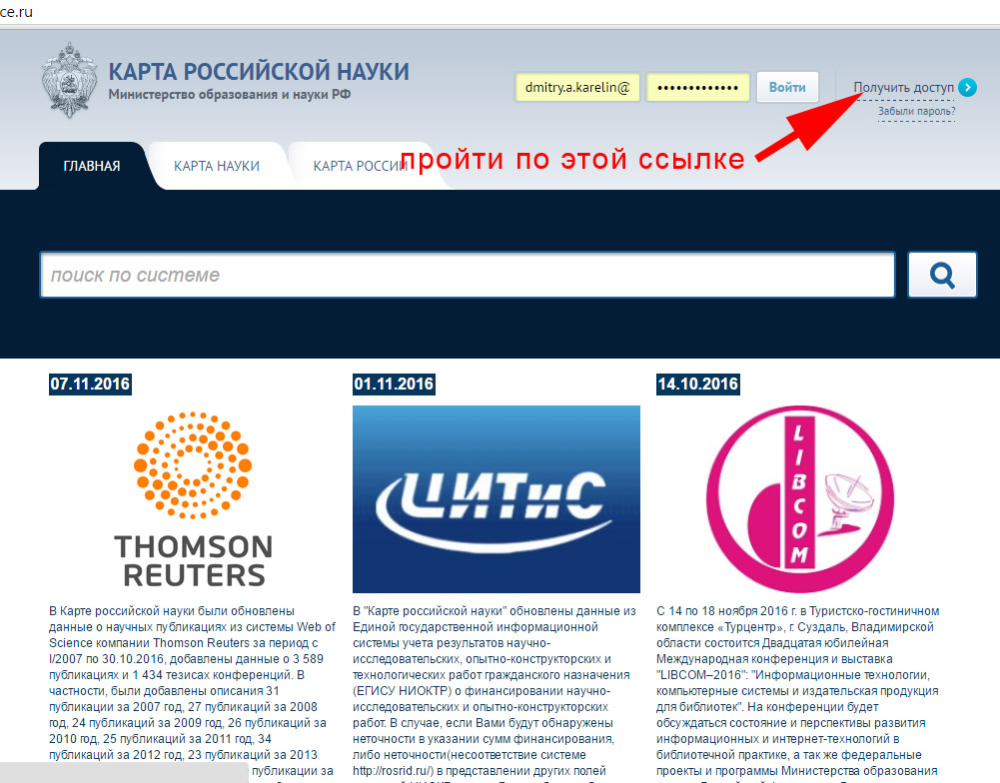 ce.ru
КАРТА РОССИЙСКОЙ НАУКИ
Министерство образования и науки РФ
dmitry.a.karelin@
•••••••••••••
Войти
Получить доступ
Забыли пароль?
ГЛАВНАЯ
КАРТА НАУКИ
КАРТА РОССИИ
пройти по этой ссылке
поиск по системе
07.11.2016
THOMSON
REUTERS
В Карте российской науки были обновлены
данные о научных публикациях из системы Web of
Science компании Thomson Reuters за период с
I/2007 по 30.10.2016, добавлены данные о 3 589
публикациях и 1 434 тезисах конференций. В
частности, были добавлены описания 31
публикации за 2007 год, 27 публикаций за 2008
год, 24 публикаций за 2009 год, 26 публикаций за
2010 год, 25 публикаций за 2011 год, 34
публикаций за 2012 год, 23 публикаций за 2013
публикации за
01.11.2016
ЦИТиС
В "Карте российской науки" обновлены данные из
Единой государственной информационной
системы учета результатов научно-
исследовательских, опытно-конструкторских и
технологических работ гражданского назначения
(ЕГИСУ НИОКТР) о финансировании научно-
исследовательских и опытно-конструкторских
работ. В случае, если Вами будут обнаружены
неточности в указании сумм финансирования,
либо неточности(несоответствие системе
http://rosrid.ru/) в представлении других полей
14.10.2016
LIBCOM
С 14 по 18 ноября 2016 г. в Туристско-гостиничном
комплексе «Турцентр», г. Суздаль, Владимирской
области состоится Двадцатая юбилейная
Международная конференция и выставка
"LIBCOM–2016": "Информационные технологии,
компьютерные системы и издательская продукция
для библиотек". На конференции будет
обсуждаться состояние и перспективы развития
информационных и интернет-технологий в
библиотечной практике, а так же федеральные
проекты и программы Министерства образования